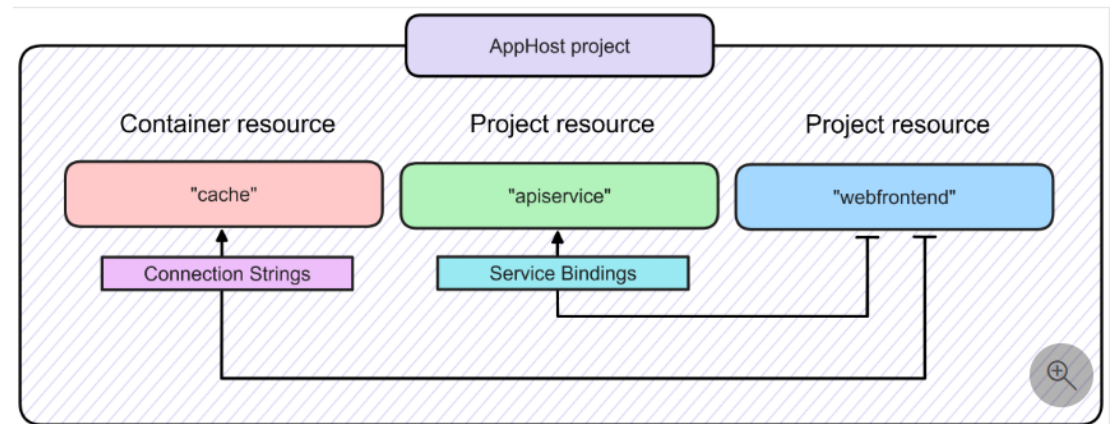 AppHost project
Container resource
Project resource
Project resource
"cache"
"apiservice"
"webfrontend"
Connection Strings
Service Bindings